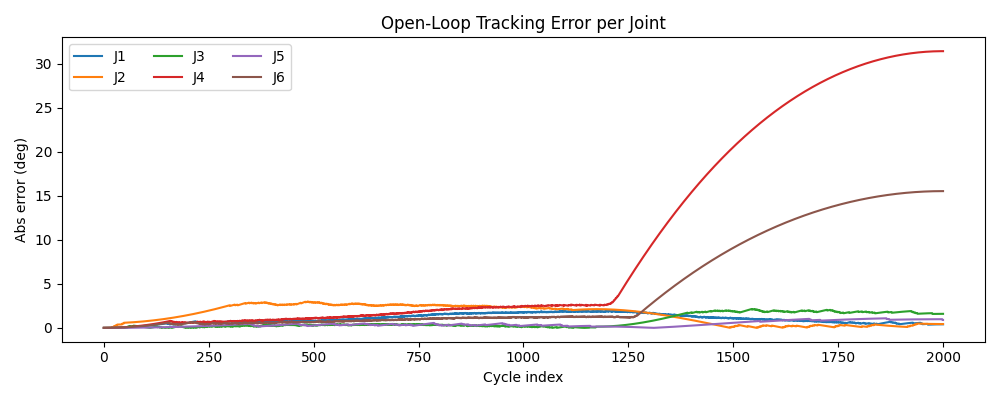 Open-Loop Tracking Error per Joint
J1 J3 J5
J2 J4 J6
Abs error (deg)
30
25
20
15
10
5
0
0 250 500 750 1000 1250 1500 1750 2000
Cycle index